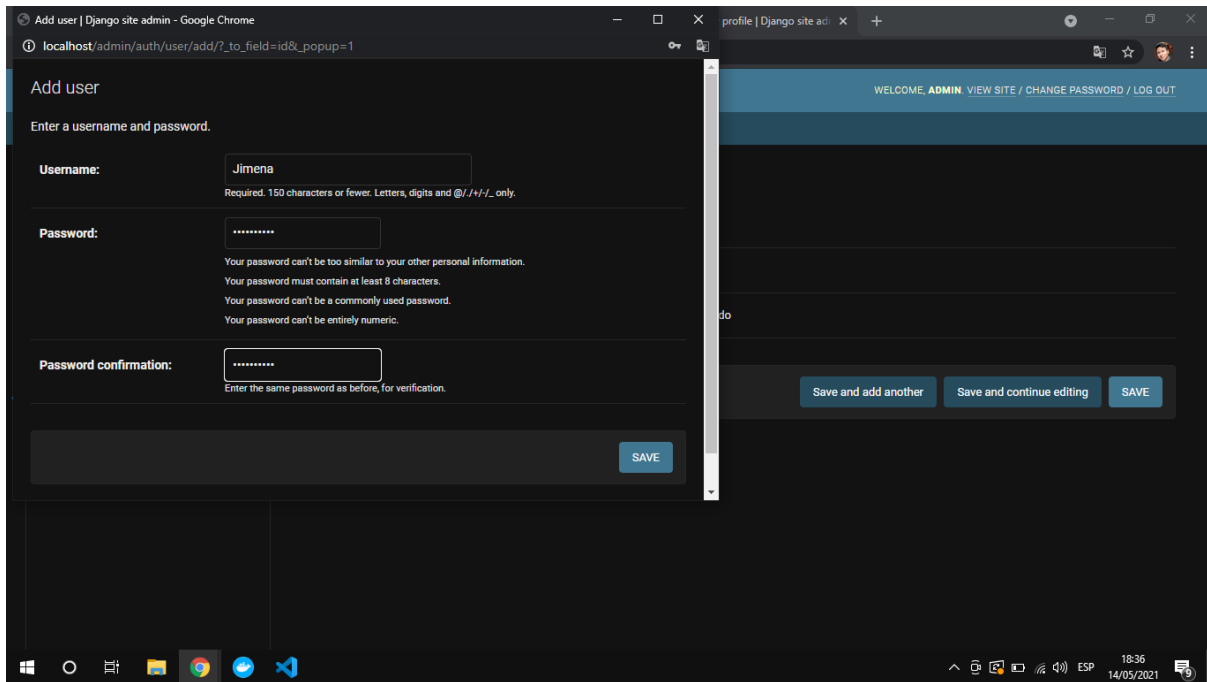 Add user | Django site admin - Google Chrome
profile | Django site ad
localhost/admin/auth/user/add/?_to_field=id&_popup=1
Add user
WELCOME, ADMIN. VIEW SITE / CHANGE PASSWORD / LOG OUT
Enter a username and password.
Username:
Jimena
Required. 150 characters or fewer. Letters, digits and @/./+/-/_ only.
Password:
••••••••••
Your password can't be too similar to your other personal information.
Your password must contain at least 8 characters.
Your password can't be a commonly used password.
Your password can't be entirely numeric.
do
Password confirmation:
••••••••••
Enter the same password as before, for verification.
Save and add another
Save and continue editing
SAVE
SAVE
ESP
18:36
14/05/2021
9